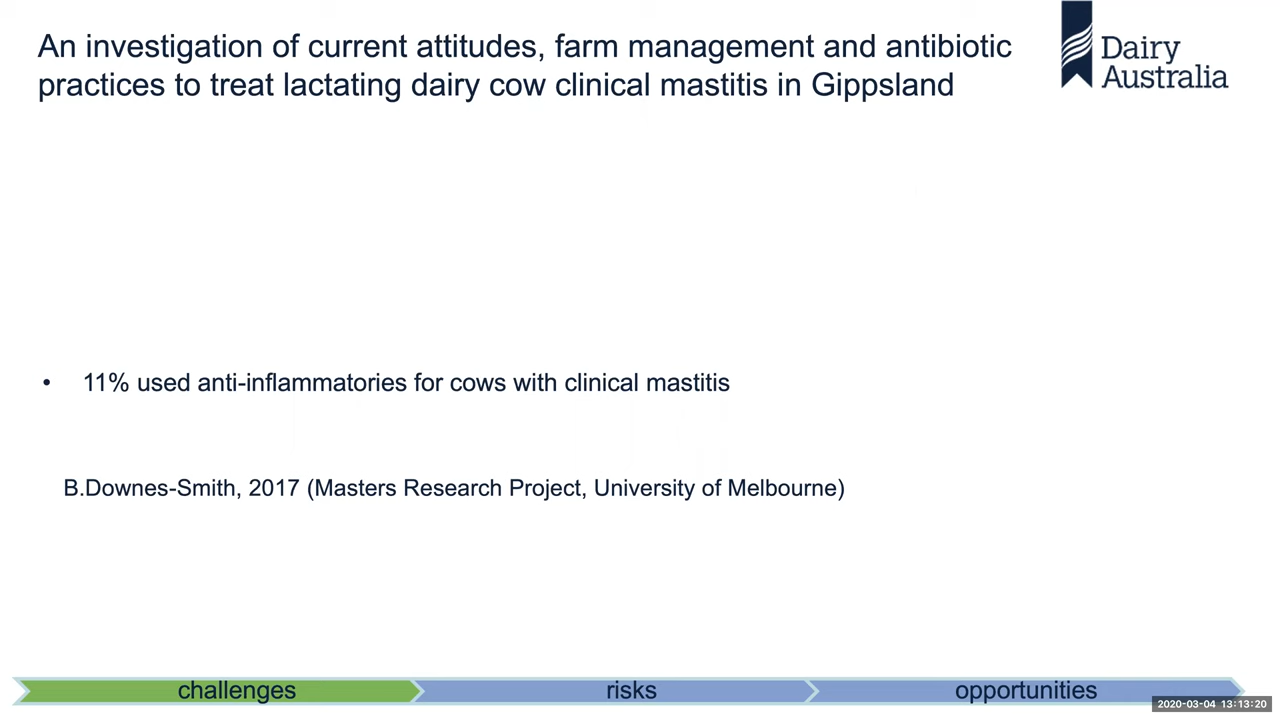 An investigation of current attitudes, farm management and antibiotic
practices to treat lactating dairy cow clinical mastitis in Gippsland
Dairy
Australia
• 11% used anti-inflammatories for cows with clinical mastitis
B.Downes-Smith, 2017 (Masters Research Project, University of Melbourne)
challenges risks opportunities
2020-03-04 13:13:20